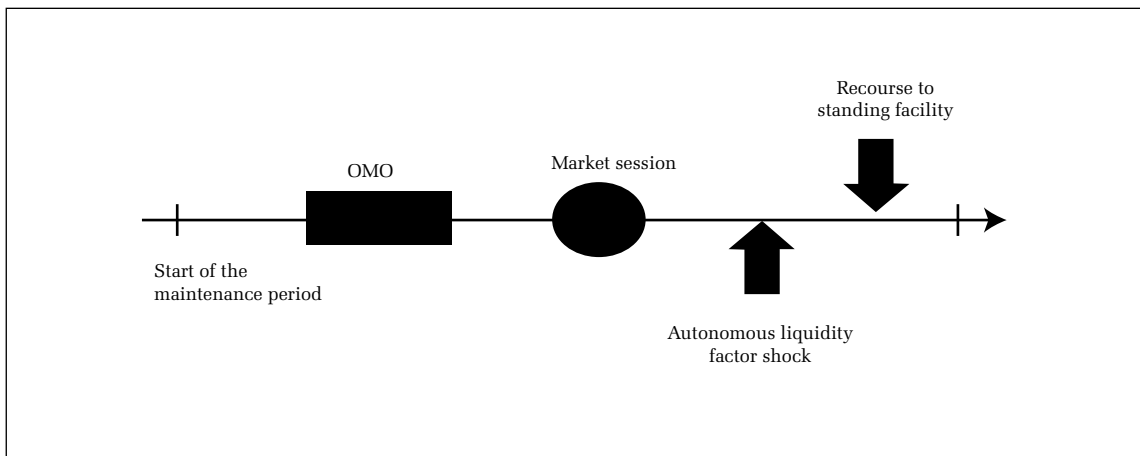 Recourse to
standing facility
OMO
Market session
Start of the
maintenance period
Autonomous liquidity
factor shock